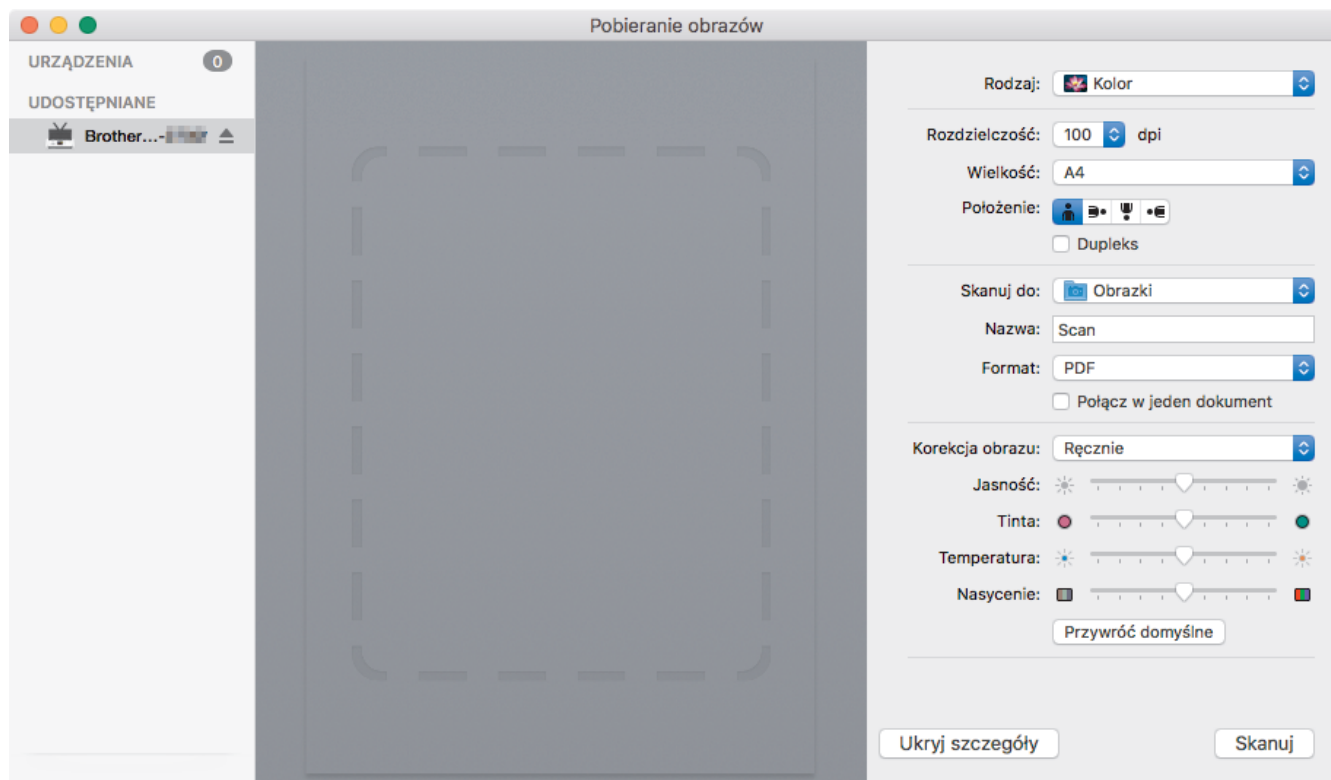 Pobieranie obrazów
URZĄDZENIA 0
UDOSTĘPNIANE
Brother...-
Rodzaj: Kolor
Rozdzielczość: 100 dpi
Wielkość: A4
Położenie:
Dupleks
Skanuj do: Obrazki
Nazwa: Scan
Format: PDF
Połącz w jeden dokument
Korekcja obrazu: Ręcznie
Jasność:
Tinta:
Temperatura:
Nasycenie:
Przywróć domyślne
Ukryj szczegóły
Skanuj